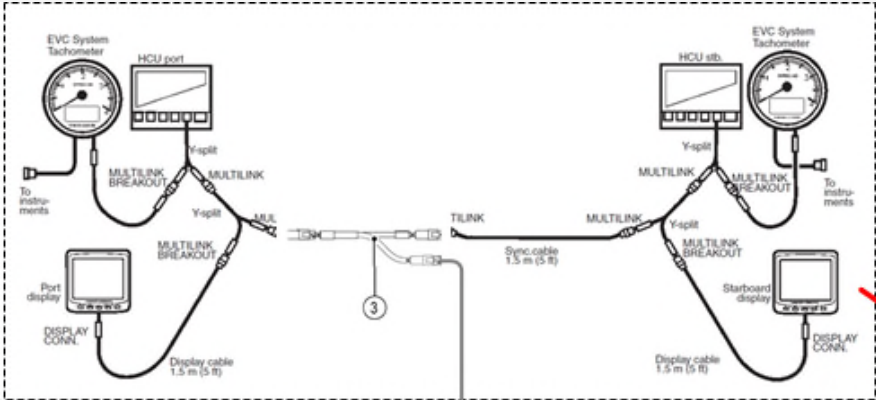 EVC System
Tachometer
HCU port
Y-split
MULTILINK
BREAKOUT
MULTILINK
To
instru-
ments
Y-split
MUL
MULTILINK
BREAKOUT
Port
display
DISPLAY
CONN.
Display cable
1.5 m (5 ft)
3
TILINK
Sync.cable
1.5 m (5 ft)
MULTILINK
HCU stb.
EVC System
Tachometer
Y-split
MULTILINK
MULTILINK
BREAKOUT
To
instru-
ments
Y-split
MULTILINK
BREAKOUT
Starboard
display
DISPLAY
CONN.
Display cable
1.5 m (5 ft)